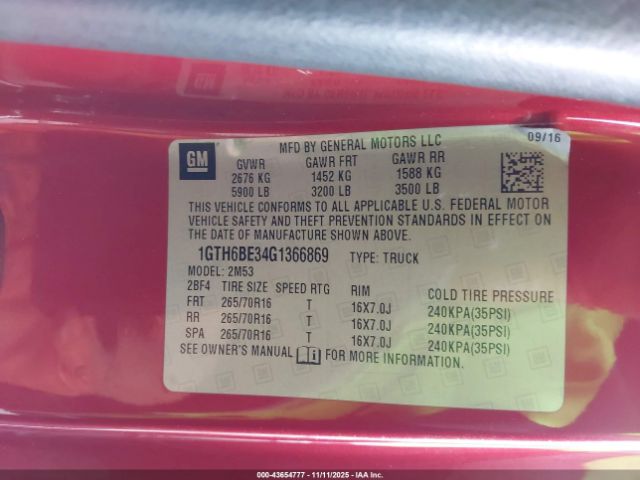 GM
MFD BY GENERAL MOTORS LLC 09/16
GVWR GAWR FRT GAWR RR
2676 KG 1452 KG 1588 KG
5900 LB 3200 LB 3500 LB
THIS VEHICLE CONFORMS TO ALL APPLICABLE U.S. FEDERAL MOTOR
VEHICLE SAFETY AND THEFT PREVENTION STANDARDS IN EFFECT ON
THE DATE OF MANUFACTURE SHOWN ABOVE.
1GTH6BE34G1366869 TYPE: TRUCK
MODEL: 2M53
2BF4 TIRE SIZE SPEED RTG RIM COLD TIRE PRESSURE
FRT 265/70R16 T 16X7.0J 240KPA(35PSI)
RR 265/70R16 T 16X7.0J 240KPA(35PSI)
SPA 265/70R16 T 16X7.0J 240KPA(35PSI)
SEE OWNER'S MANUAL FOR MORE INFORMATION.
000-43654777 - 11/11/2025 - IAA Inc.